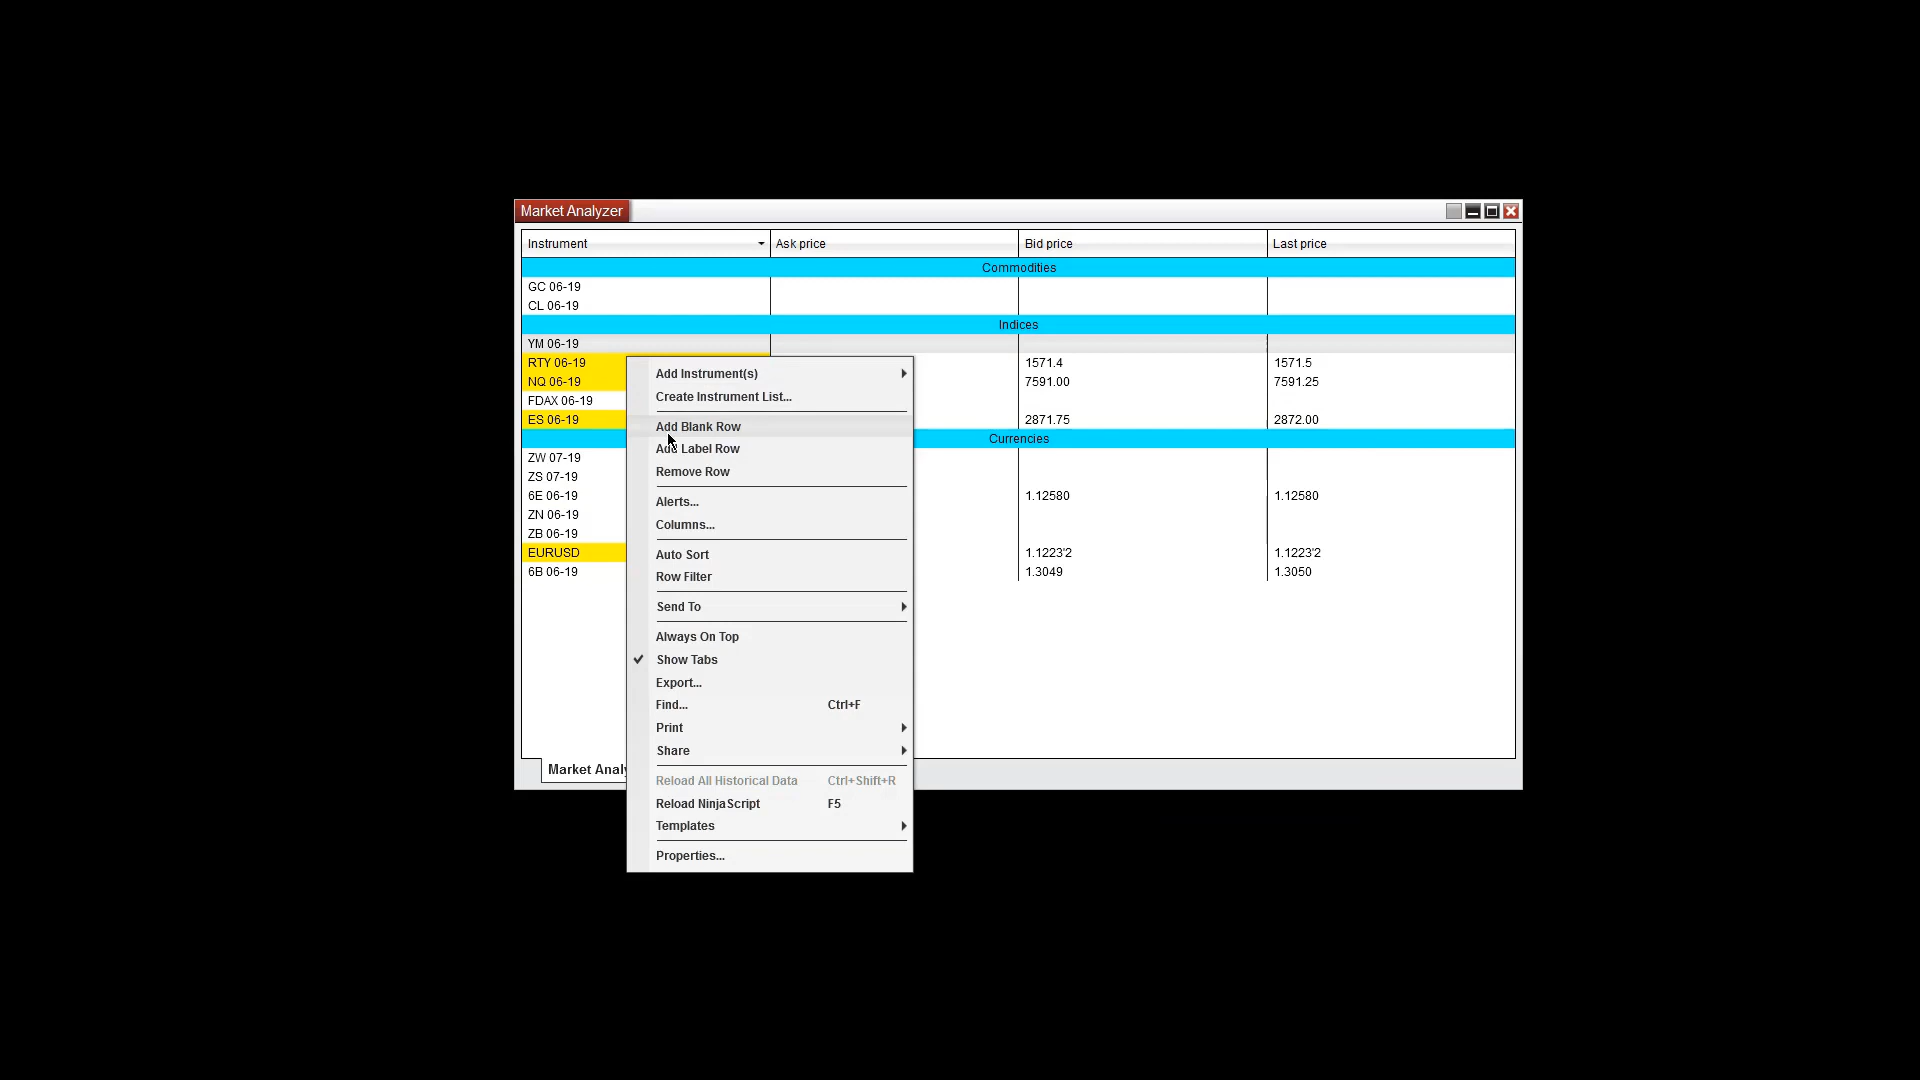 Market Analyzer
Instrument Ask price Bid price Last price
Commodities
GC 06-19
CL 06-19
Indices
YM 06-19
RTY 06-19 1571.4 1571.5
NQ 06-19 7591.00 7591.25
FDAX 06-19
ES 06-19 2871.75 2872.00
Currencies
ZW 07-19
ZS 07-19
6E 06-19 1.12580 1.12580
ZN 06-19
ZB 06-19
EURUSD 1.1223'2 1.1223'2
6B 06-19 1.3049 1.3050
Market Analy
Add Instrument(s)
Create Instrument List...
Add Blank Row
Add Label Row
Remove Row
Alerts...
Columns...
Auto Sort
Row Filter
Send To
Always On Top
Show Tabs
Export...
Find... Ctrl+F
Print
Share
Reload All Historical Data Ctrl+Shift+R
Reload NinjaScript F5
Templates
Properties...